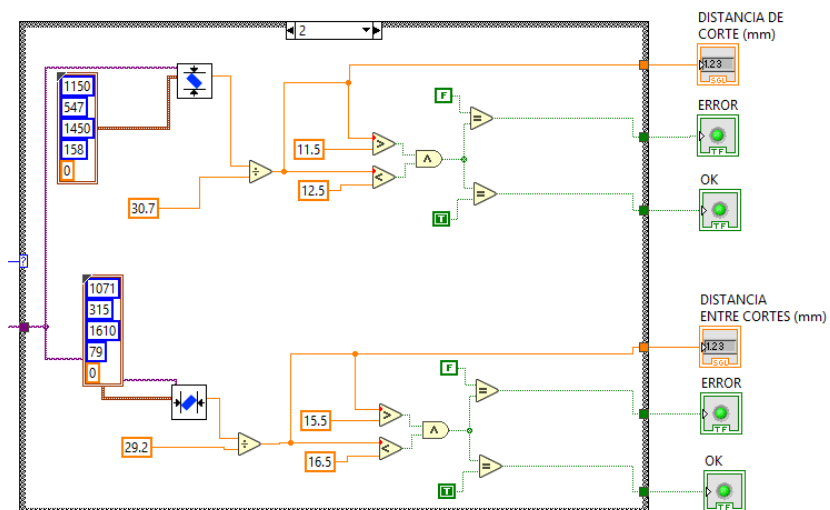 2
DISTANCIA DE
CORTE (mm)
1.23
SGL
1150
547
1450
158
0
F
=
ERROR
TF
11.5
>
Λ
÷
<
12.5
30.7
T
=
OK
TF
?
1071
315
1610
79
0
DISTANCIA
ENTRE CORTES (mm)
1.23
SGL
F
=
ERROR
TF
15.5
>
Λ
29.2
÷
<
16.5
T
=
OK
TF